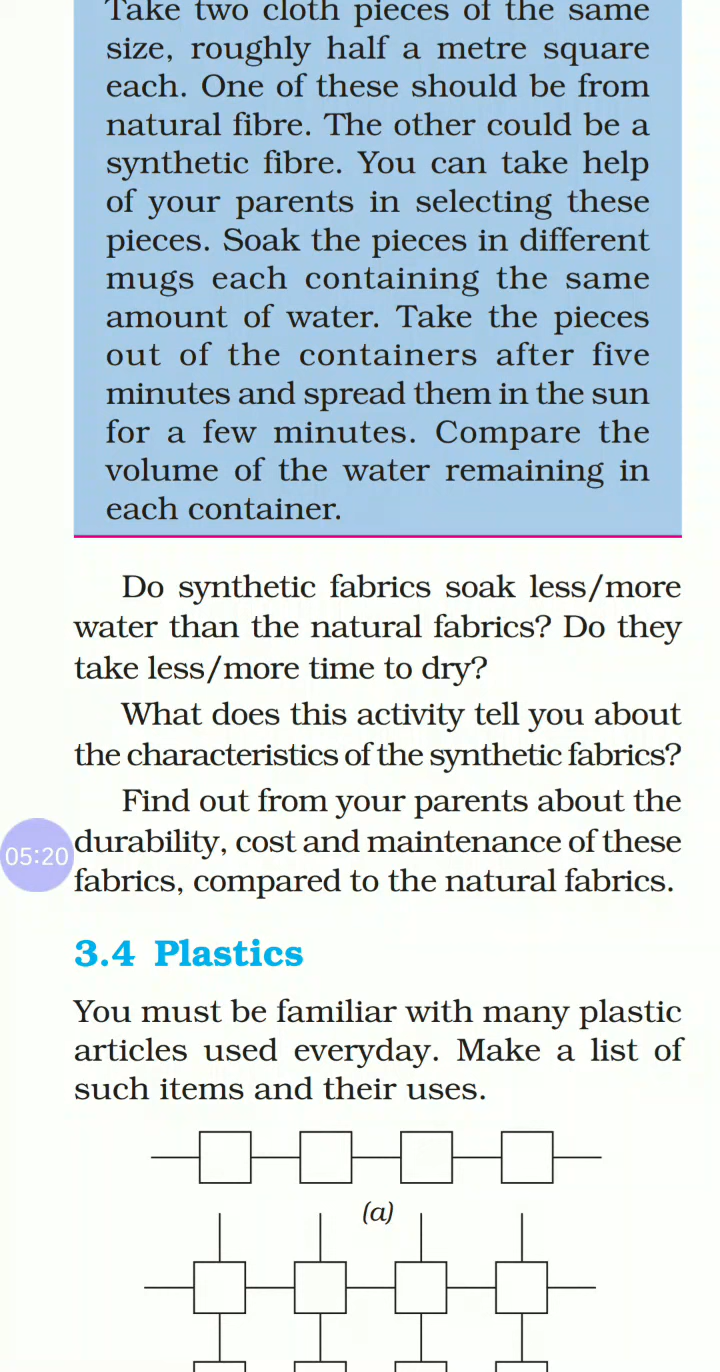 Take two cloth pieces of the same
size, roughly half a metre square
each. One of these should be from
natural fibre. The other could be a
synthetic fibre. You can take help
of your parents in selecting these
pieces. Soak the pieces in different
mugs each containing the same
amount of water. Take the pieces
out of the containers after five
minutes and spread them in the sun
for a few minutes. Compare the
volume of the water remaining in
each container.
Do synthetic fabrics soak less/more
water than the natural fabrics? Do they
take less/more time to dry?
What does this activity tell you about
the characteristics of the synthetic fabrics?
Find out from your parents about the
durability, cost and maintenance of these
05:20
fabrics, compared to the natural fabrics.
3.4 Plastics
You must be familiar with many plastic
articles used everyday. Make a list of
such items and their uses.
(a)